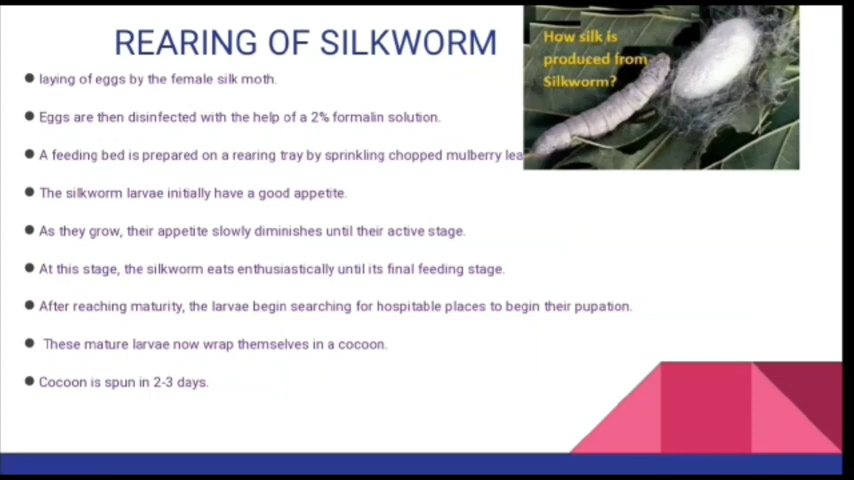 REARING OF SILKWORM
How silk is
produced from
Silkworm?
laying of eggs by the female silk moth.
Eggs are then disinfected with the help of a 2% formalin solution.
A feeding bed is prepared on a rearing tray by sprinkling chopped mulberry
The silkworm larvae initially have a good appetite.
As they grow, their appetite slowly diminishes until their active stage.
At this stage, the silkworm eats enthusiastically until its final feeding stage.
After reaching maturity, the larvae begin searching for hospitable places to begin their pupation.
These mature larvae now wrap themselves in a cocoon.
Cocoon is spun in 2-3 days.